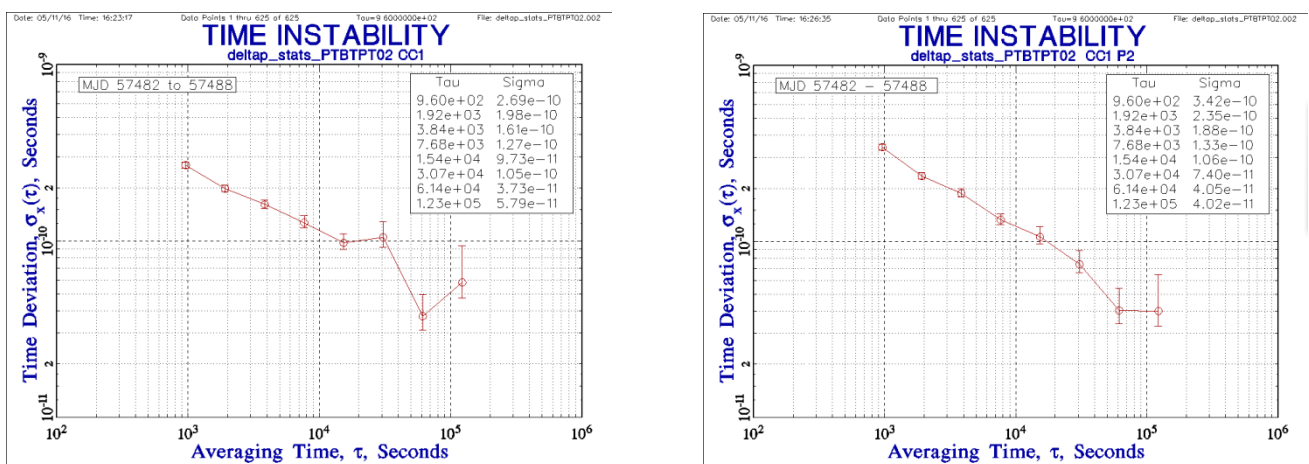 Date: 05/11/16 Time: 16:23:17 Data Points 1 thru 625 of 625 Tau=9.6000000e+02 File: deltap_stats_PTBTPT02.002
TIME INSTABILITY
deltap_stats_PTBTPT02 CC1
MJD 57482 to 57488
Tau Sigma
9.60e+02 2.69e-10
1.92e+03 1.98e-10
3.84e+03 1.61e-10
7.68e+03 1.27e-10
1.54e+04 9.73e-11
3.07e+04 1.05e-10
6.14e+04 3.73e-11
1.23e+05 5.79e-11
Time Deviation, σx(τ), Seconds
10⁻⁹
2
10⁻¹⁰
2
10⁻¹¹
10² 10³ 10⁴ 10⁵ 10⁶
Averaging Time, τ, Seconds
Date: 05/11/16 Time: 16:26:35 Data Points 1 thru 625 of 625 Tau=9.6000000e+02 File: deltap_stats_PTBTPT02.002
TIME INSTABILITY
deltap_stats_PTBTPT02 CC1 P2
MJD 57482 - 57488
Tau Sigma
9.60e+02 3.42e-10
1.92e+03 2.35e-10
3.84e+03 1.88e-10
7.68e+03 1.33e-10
1.54e+04 1.06e-10
3.07e+04 7.40e-11
6.14e+04 4.05e-11
1.23e+05 4.02e-11
Time Deviation, σx(τ), Seconds
10⁻⁹
2
10⁻¹⁰
2
10⁻¹¹
10² 10³ 10⁴ 10⁵ 10⁶
Averaging Time, τ, Seconds